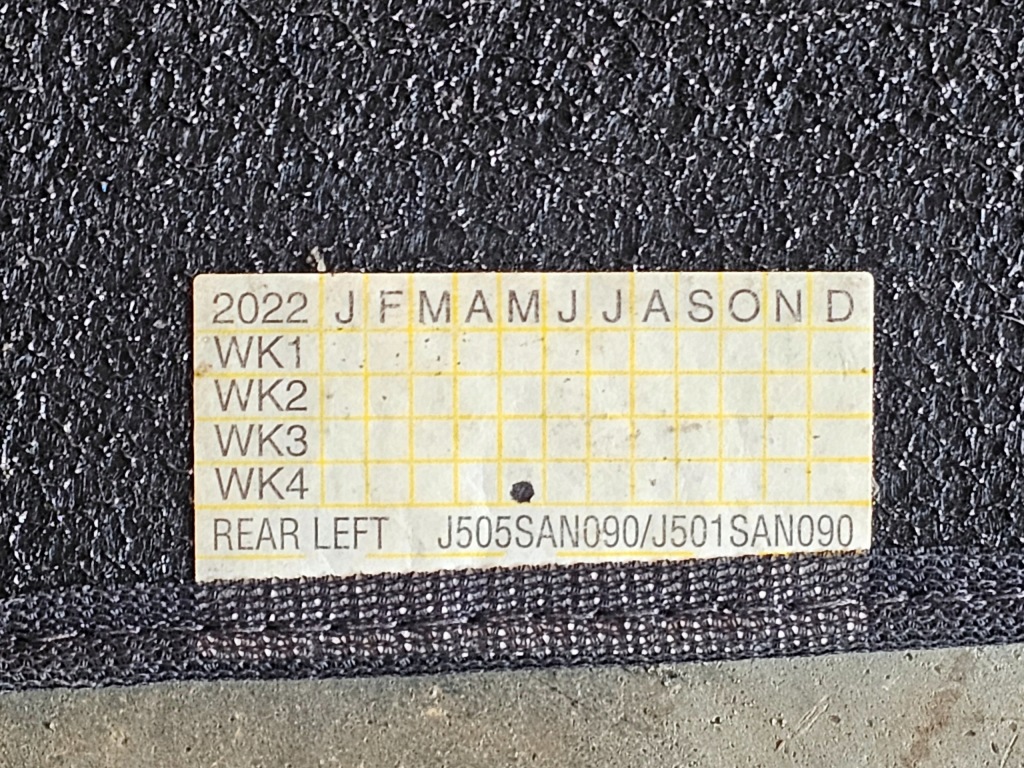 2022 J F M A M J J A S O N D
WK1
WK2
WK3
WK4
REAR LEFT J505SAN090/J501SAN090